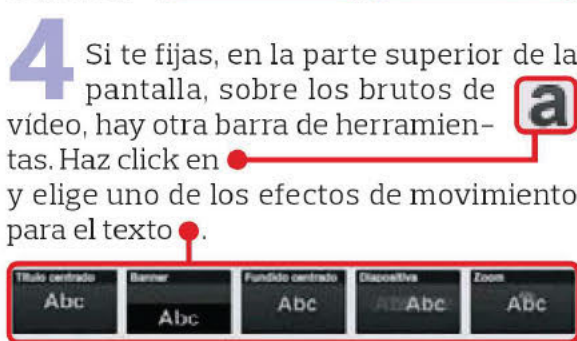 4
Si te fijas, en la parte superior de la
pantalla, sobre los brutos de
vídeo, hay otra barra de herramien-
tas. Haz click en
a
y elige uno de los efectos de movimiento
para el texto .
Título centrado Banner Fundido centrado Diapositiva Zoom
Abc Abc Abc Abc Abc